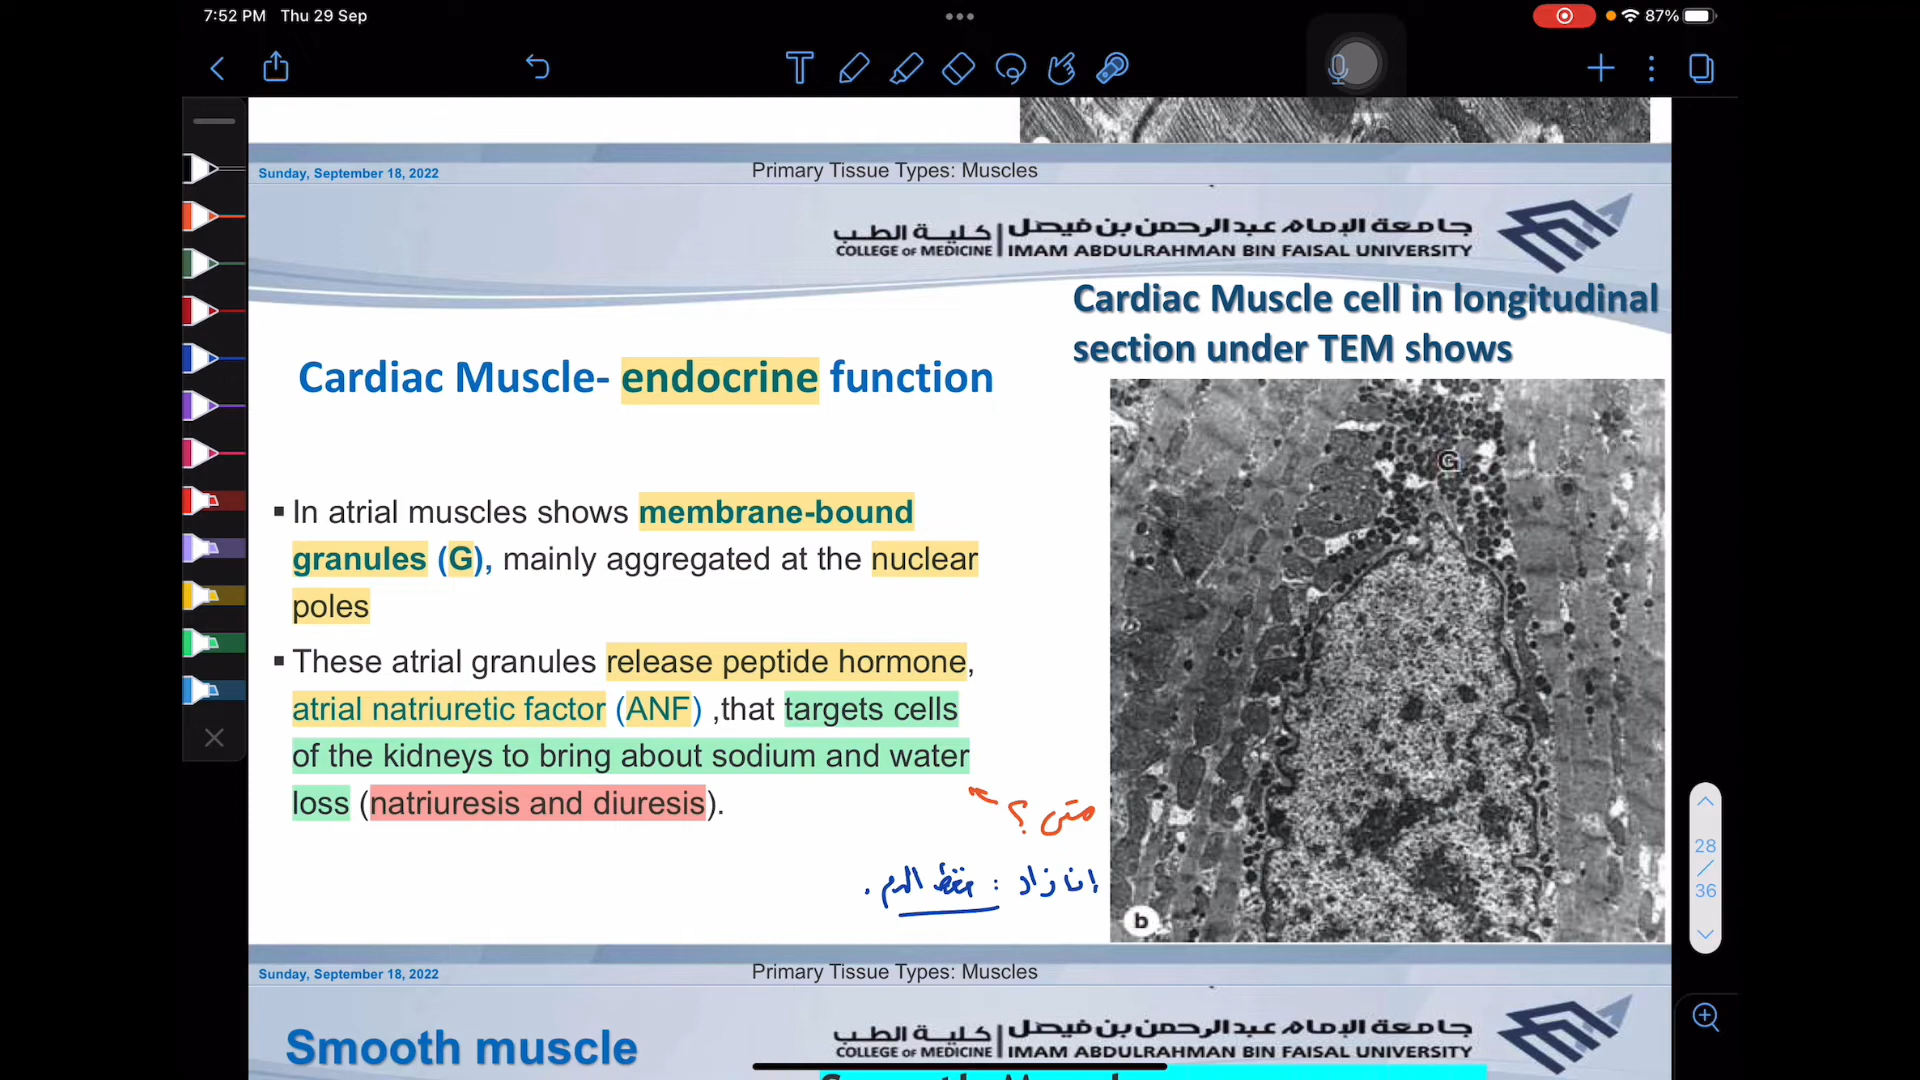 7:52 PM Thu 29 Sep
87%
Sunday, September 18, 2022
Primary Tissue Types: Muscles
كلية الطب | جامعة الإمام عبدالرحمن بن فيصل
COLLEGE OF MEDICINE | IMAM ABDULRAHMAN BIN FAISAL UNIVERSITY
Cardiac Muscle cell in longitudinal
section under TEM shows
Cardiac Muscle- endocrine function
▪ In atrial muscles shows membrane-bound
granules (G), mainly aggregated at the nuclear
poles
▪ These atrial granules release peptide hormone,
atrial natriuretic factor (ANF) ,that targets cells
of the kidneys to bring about sodium and water
loss (natriuresis and diuresis).
متى ؟
إذا زاد : ضغط الدم .
G
b
28
/
36
Sunday, September 18, 2022
Primary Tissue Types: Muscles
Smooth muscle
كلية الطب | جامعة الإمام عبدالرحمن بن فيصل
COLLEGE OF MEDICINE | IMAM ABDULRAHMAN BIN FAISAL UNIVERSITY